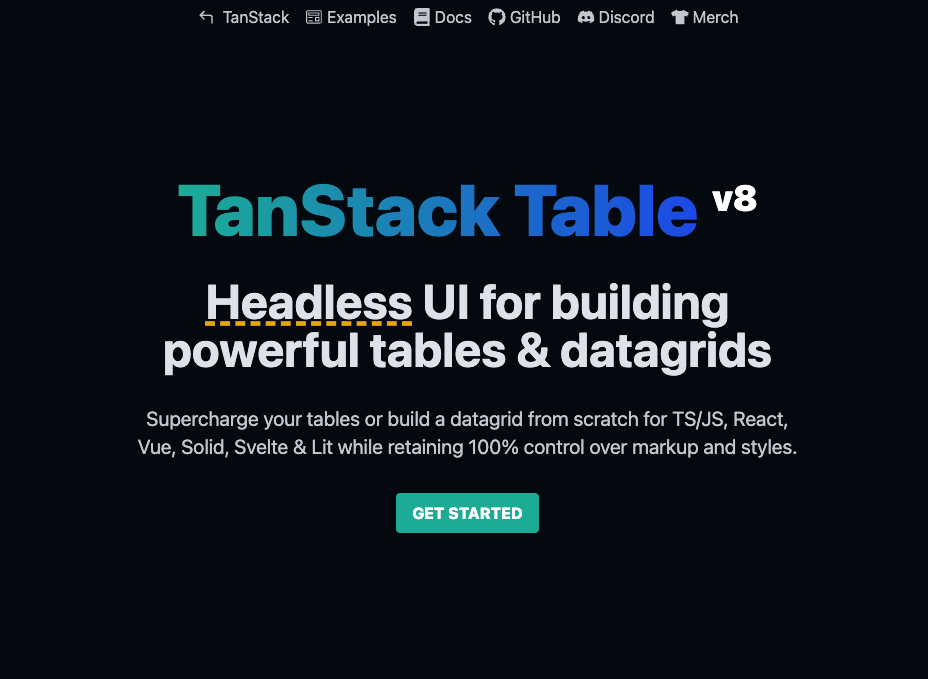 TanStack Examples Docs GitHub Discord Merch
TanStack Table v8
Headless UI for building
powerful tables & datagrids
Supercharge your tables or build a datagrid from scratch for TS/JS, React,
Vue, Solid, Svelte & Lit while retaining 100% control over markup and styles.
GET STARTED